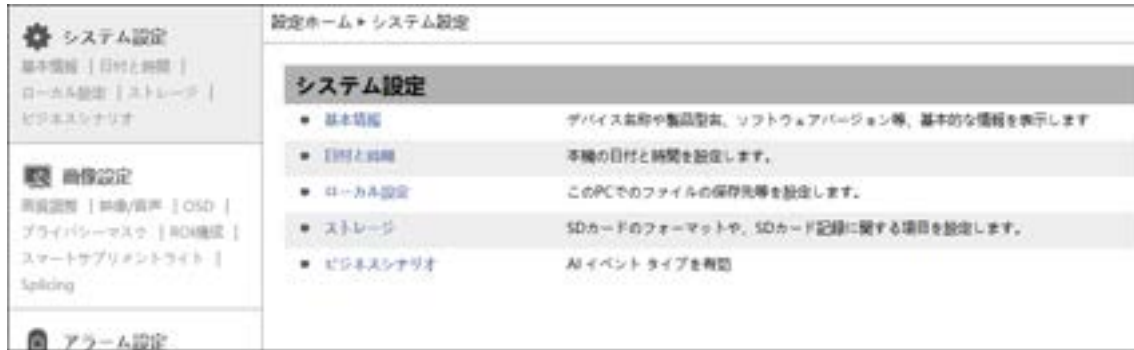 システム設定
基本情報 | 日付と時間 |
ローカル設定 | ストレージ |
ビジネスシナリオ
画像設定
画質調整 | 映像/音声 | OSD |
プライバシーマスク | ROI機能 |
スマートサプリメントライト |
Splicing
アラーム設定
設定ホーム▸システム設定
システム設定
• 基本情報 デバイス名称や製品型名、ソフトウェアバージョン等、基本的な情報を表示します
• 日付と時間 本機の日付と時間を設定します。
• ローカル設定 このPCでのファイルの保存先等を設定します。
• ストレージ SDカードのフォーマットや、SDカード記録に関する項目を設定します。
• ビジネスシナリオ AI イベント タイプを有効